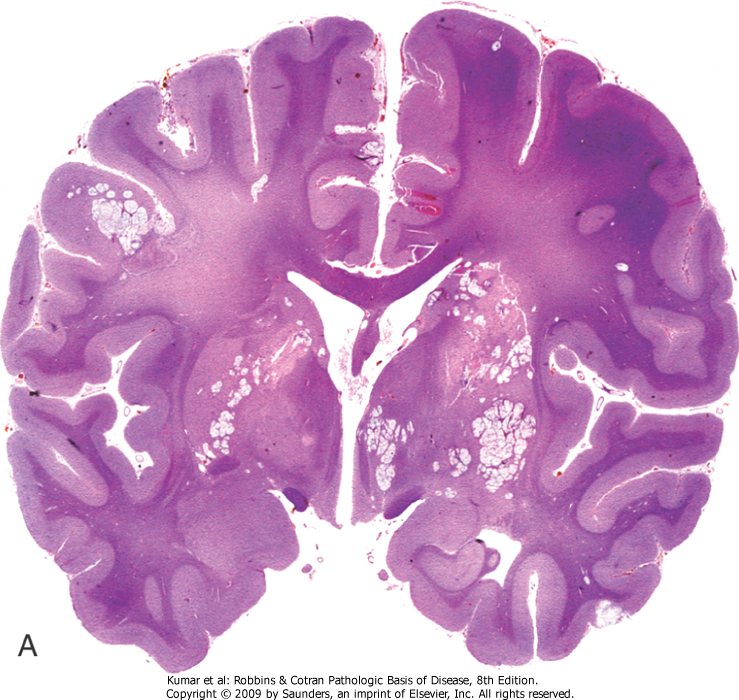 A
Kumar et al: Robbins & Cotran Pathologic Basis of Disease, 8th Edition.
Copyright © 2009 by Saunders, an imprint of Elsevier, Inc. All rights reserved.